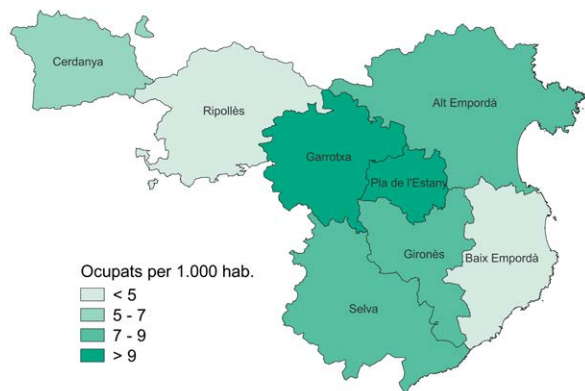 Cerdanya
Ripollès
Alt Empordà
Garrotxa
Pla de l'Estany
Gironès
Baix Empordà
Selva
Ocupats per 1.000 hab.
< 5
5 - 7
7 - 9
> 9